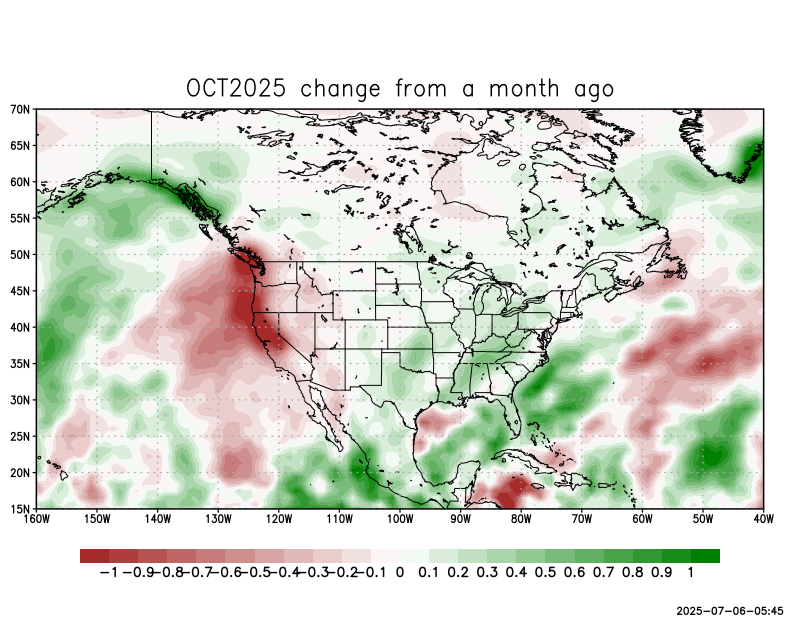 OCT2025 change from a month ago
70N
65N
60N
55N
50N
45N
40N
35N
30N
25N
20N
15N
160W 150W 140W 130W 120W 110W 100W 90W 80W 70W 60W 50W 40W
-1 -0.9 -0.8 -0.7 -0.6 -0.5 -0.4 -0.3 -0.2 -0.1 0 0.1 0.2 0.3 0.4 0.5 0.6 0.7 0.8 0.9 1
2025-07-06-05:45